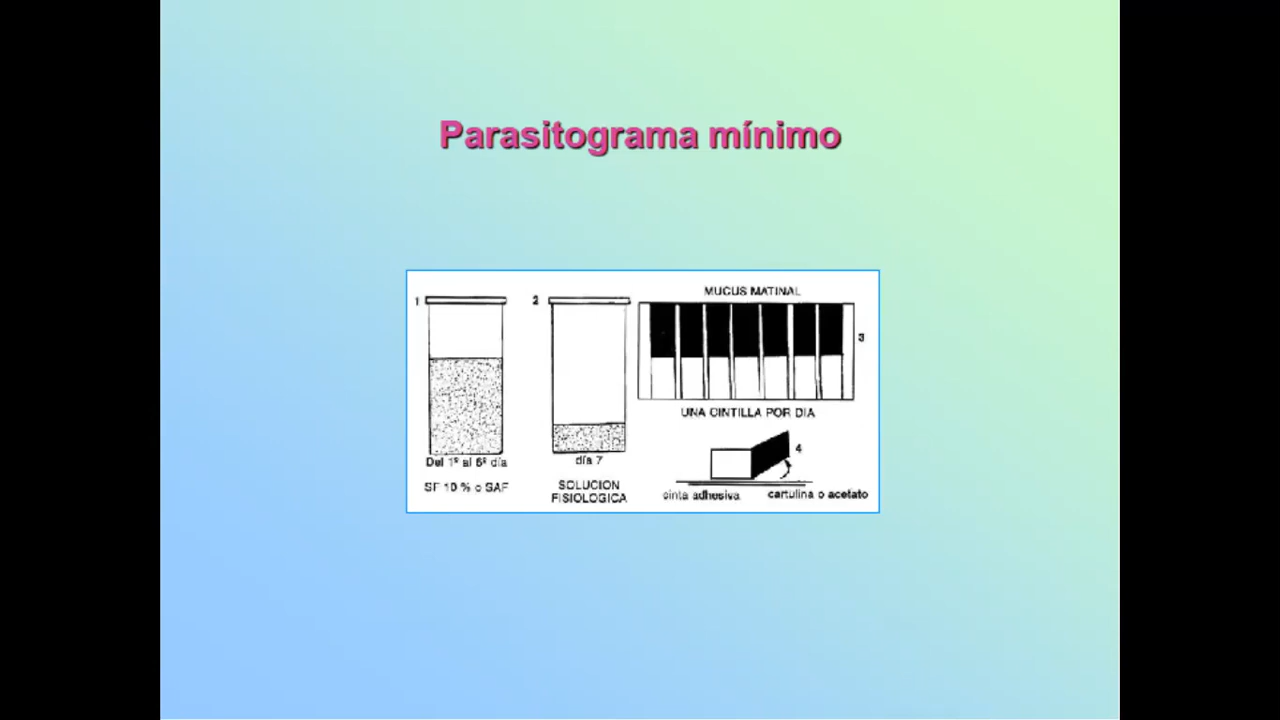 Parasitograma mínimo
1
2
MUCUS MATINAL
3
UNA CINTILLA POR DIA
4
Del 1º al 6º día
SF 10 % o SAF
día 7
SOLUCION
FISIOLOGICA
cinta adhesiva
cartulina o acetato